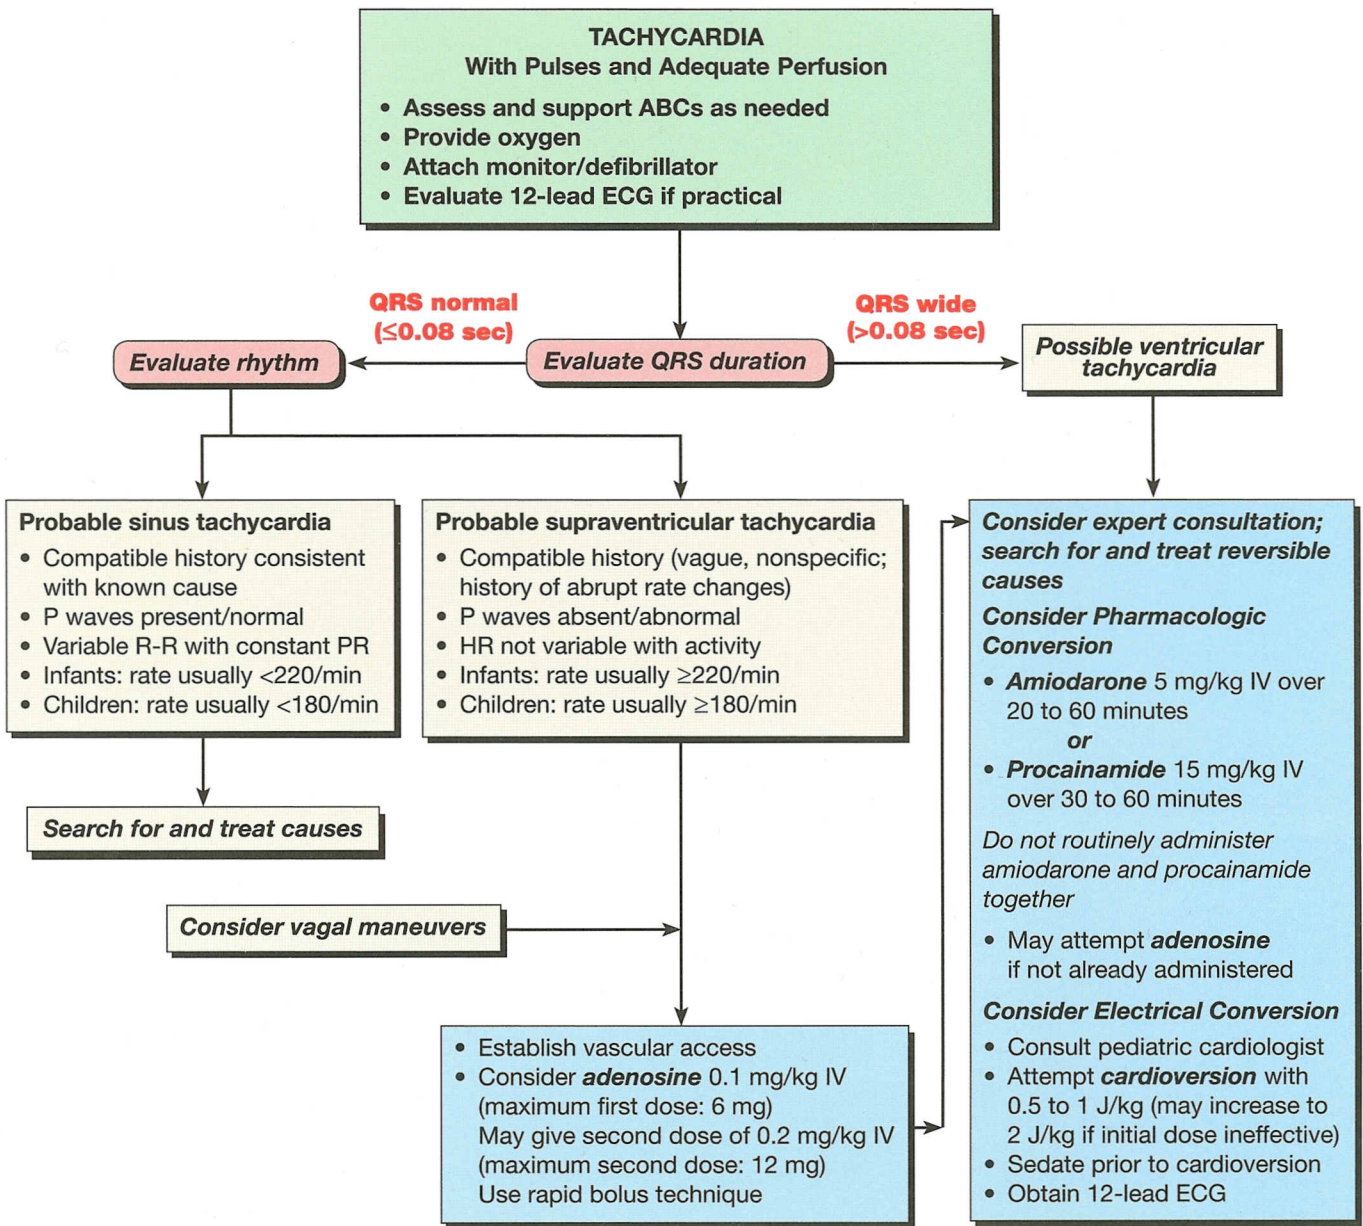 TACHYCARDIA
With Pulses and Adequate Perfusion
• Assess and support ABCs as needed
• Provide oxygen
• Attach monitor/defibrillator
• Evaluate 12-lead ECG if practical
QRS normal
(≤0.08 sec)
QRS wide
(>0.08 sec)
Evaluate rhythm
Evaluate QRS duration
Possible ventricular
tachycardia
Probable sinus tachycardia
• Compatible history consistent
with known cause
• P waves present/normal
• Variable R-R with constant PR
• Infants: rate usually <220/min
• Children: rate usually <180/min
Search for and treat causes
Probable supraventricular tachycardia
• Compatible history (vague, nonspecific;
history of abrupt rate changes)
• P waves absent/abnormal
• HR not variable with activity
• Infants: rate usually ≥220/min
• Children: rate usually ≥180/min
Consider vagal maneuvers
• Establish vascular access
• Consider adenosine 0.1 mg/kg IV
(maximum first dose: 6 mg)
May give second dose of 0.2 mg/kg IV
(maximum second dose: 12 mg)
Use rapid bolus technique
Consider expert consultation;
search for and treat reversible
causes
Consider Pharmacologic
Conversion
• Amiodarone 5 mg/kg IV over
20 to 60 minutes
or
• Procainamide 15 mg/kg IV
over 30 to 60 minutes
Do not routinely administer
amiodarone and procainamide
together
• May attempt adenosine
if not already administered
Consider Electrical Conversion
• Consult pediatric cardiologist
• Attempt cardioversion with
0.5 to 1 J/kg (may increase to
2 J/kg if initial dose ineffective)
• Sedate prior to cardioversion
• Obtain 12-lead ECG